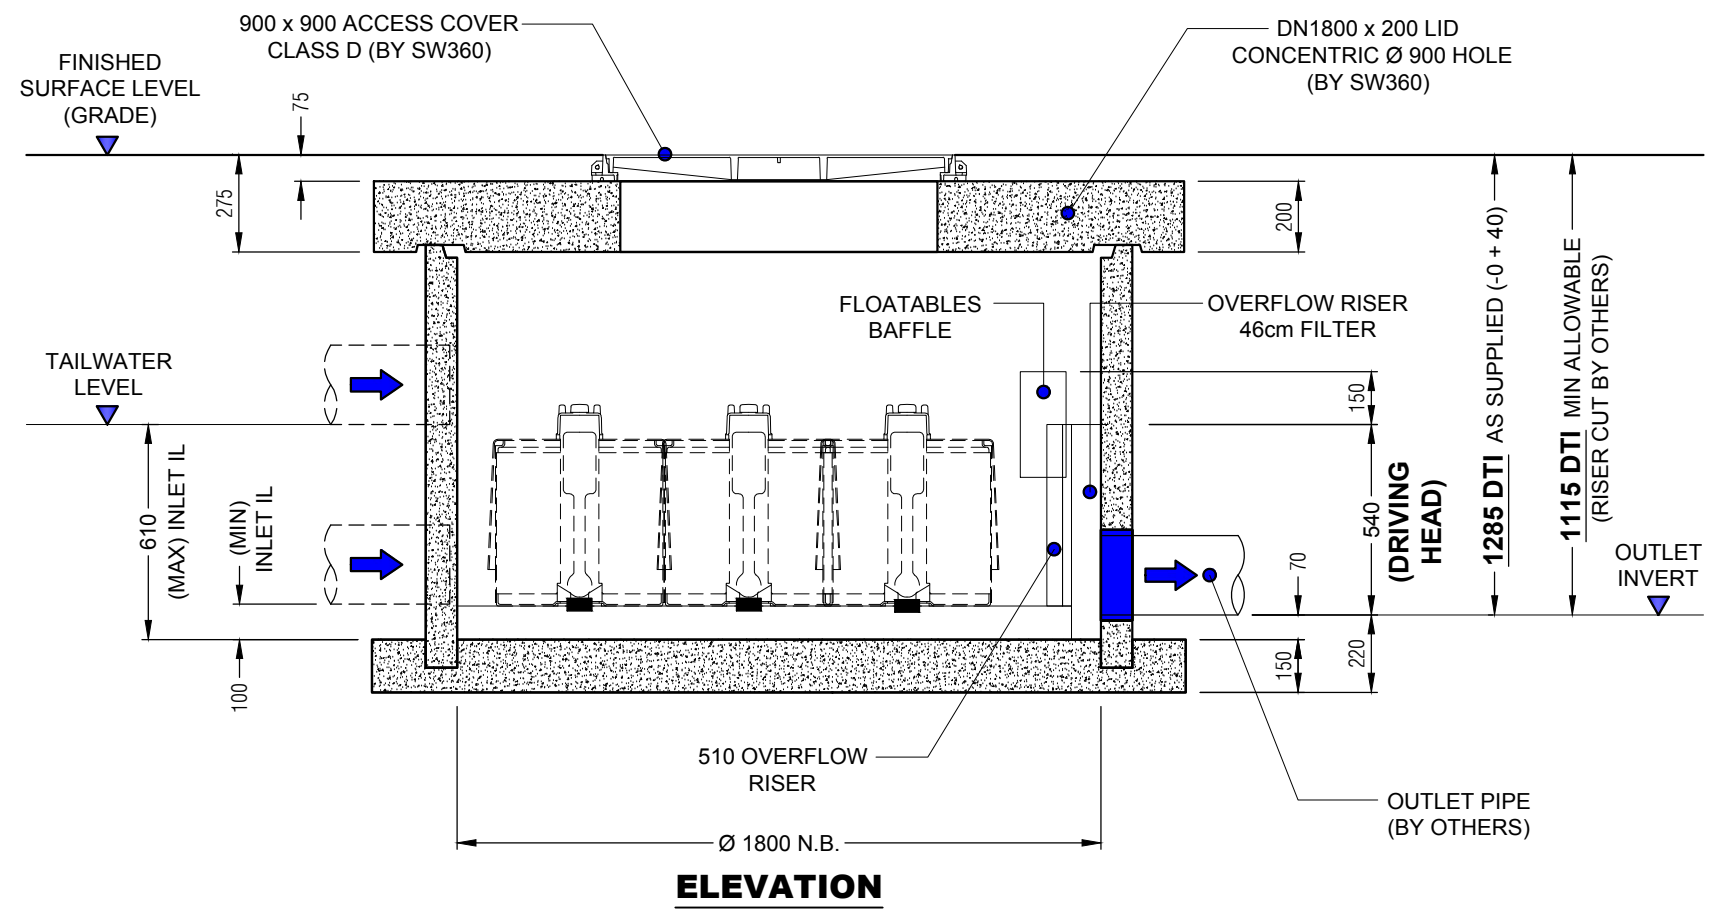 900 x 900 ACCESS COVER
CLASS D (BY SW360)
DN1800 x 200 LID
CONCENTRIC Ø 900 HOLE
(BY SW360)
FINISHED
SURFACE LEVEL
(GRADE)
75
275
200
FLOATABLES
BAFFLE
OVERFLOW RISER
46cm FILTER
TAILWATER
LEVEL
610
(MAX) INLET IL
(MIN)
INLET IL
100
150
540
(DRIVING
HEAD)
70
150
220
1285 DTI AS SUPPLIED (-0 + 40)
1115 DTI MIN ALLOWABLE
(RISER CUT BY OTHERS)
OUTLET
INVERT
510 OVERFLOW
RISER
OUTLET PIPE
(BY OTHERS)
Ø 1800 N.B.
ELEVATION